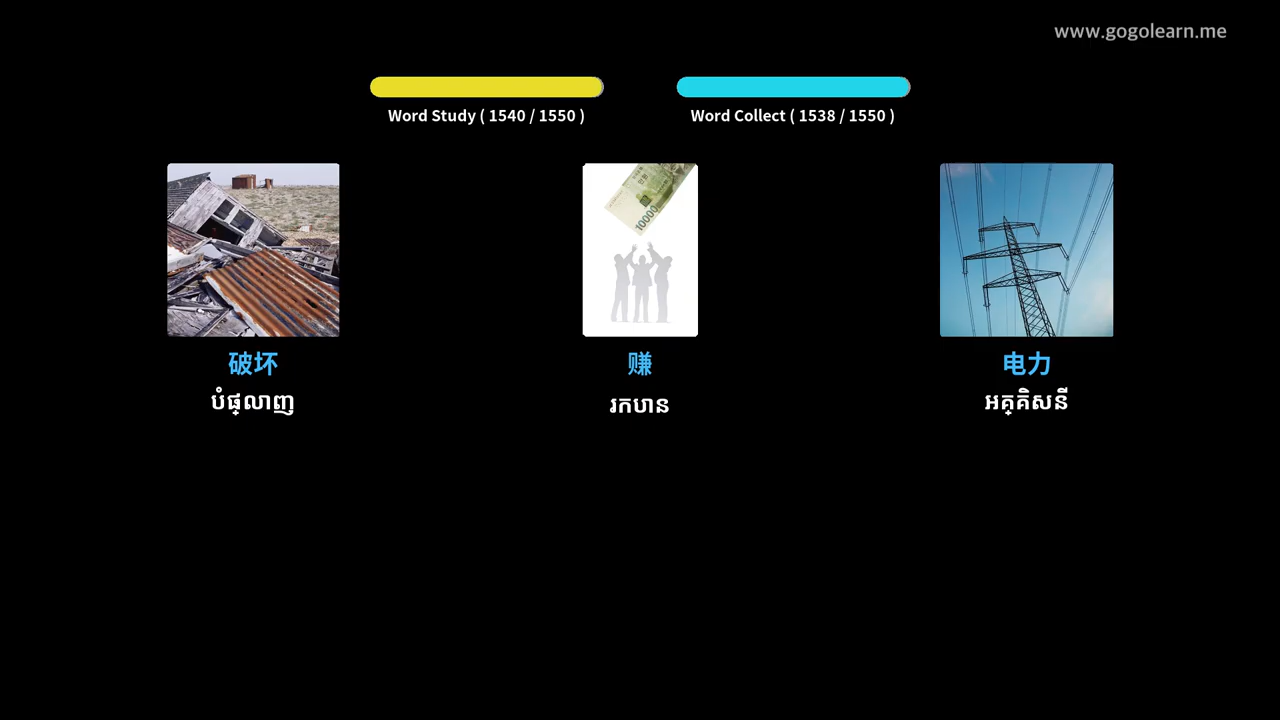 www.gogolearn.me
Word Study ( 1540 / 1550 )
Word Collect ( 1538 / 1550 )
10000
破坏
赚
电力
បំផ្លាញ
រកបាន
អគ្គិសនី